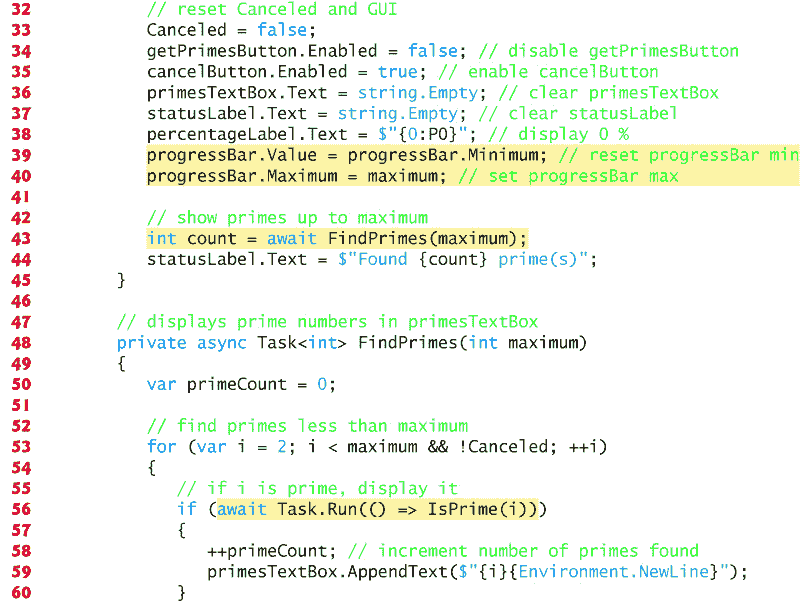 32 // reset Canceled and GUI
33 Canceled = false;
34 getPrimesButton.Enabled = false; // disable getPrimesButton
35 cancelButton.Enabled = true; // enable cancelButton
36 primesTextBox.Text = string.Empty; // clear primesTextBox
37 statusLabel.Text = string.Empty; // clear statusLabel
38 percentageLabel.Text = $"{0:P0}"; // display 0 %
39 progressBar.Value = progressBar.Minimum; // reset progressBar min
40 progressBar.Maximum = maximum; // set progressBar max
41
42 // show primes up to maximum
43 int count = await FindPrimes(maximum);
44 statusLabel.Text = $"Found {count} prime(s)";
45 }
46
47 // displays prime numbers in primesTextBox
48 private async Task<int> FindPrimes(int maximum)
49 {
50 var primeCount = 0;
51
52 // find primes less than maximum
53 for (var i = 2; i < maximum && !Canceled; ++i)
54 {
55 // if i is prime, display it
56 if (await Task.Run(() => IsPrime(i)))
57 {
58 ++primeCount; // increment number of primes found
59 primesTextBox.AppendText($"{i}{Environment.NewLine}");
60 }